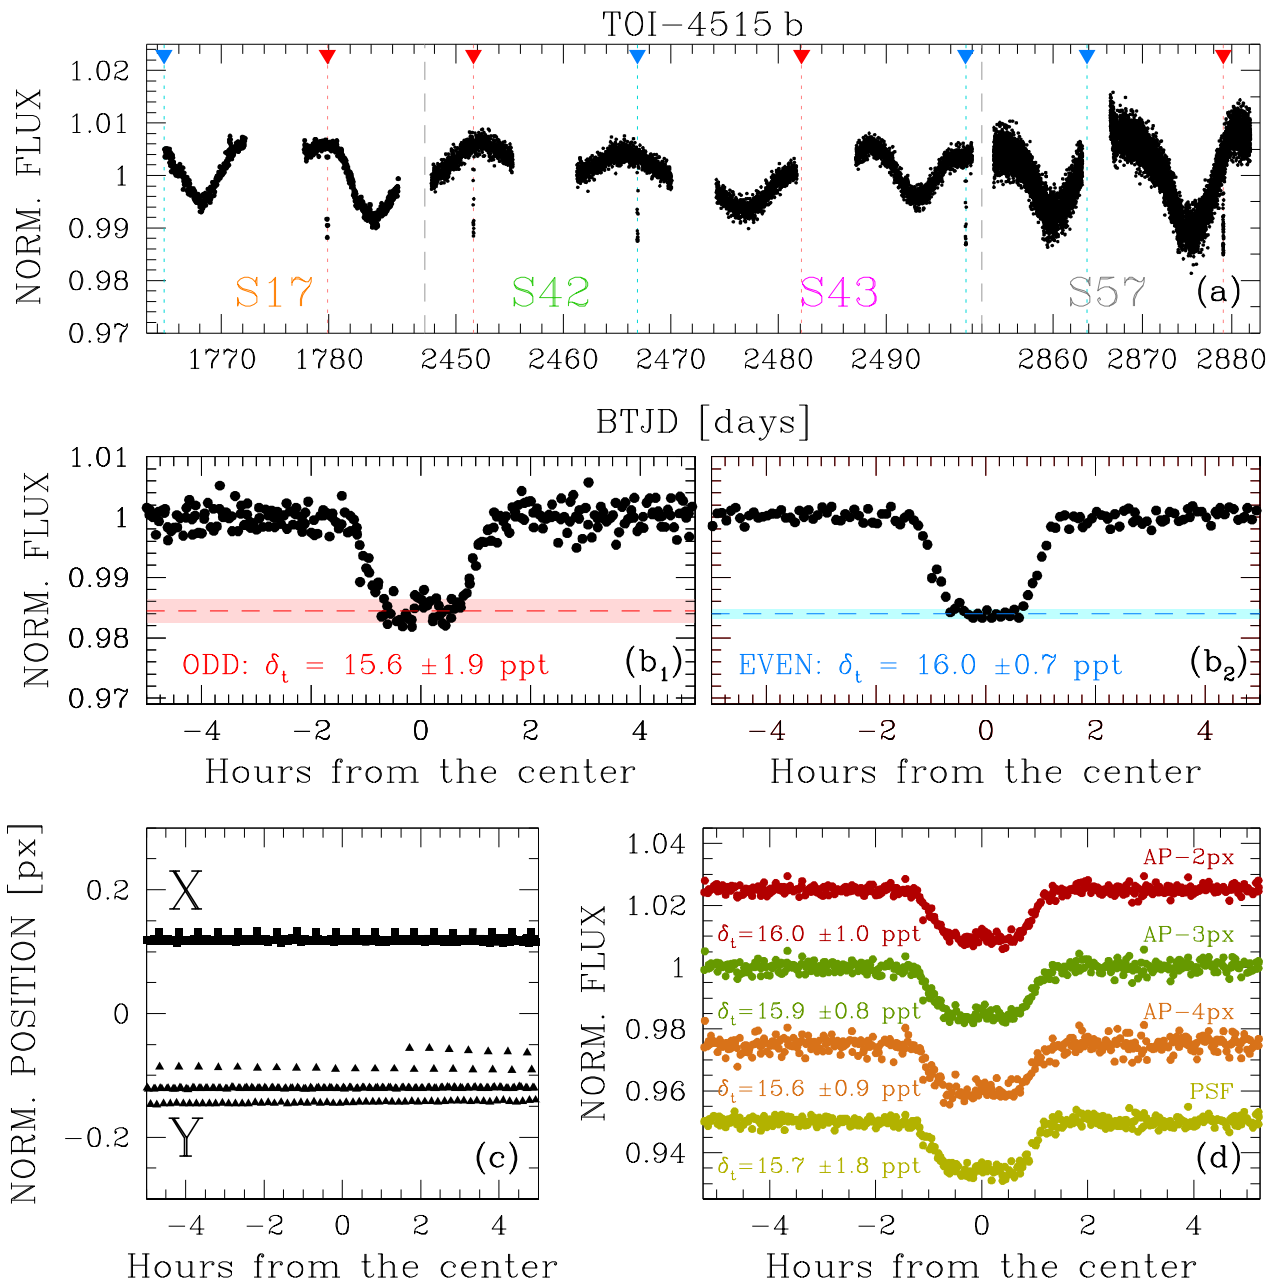 TOI−4515 b
NORM. FLUX
1.02
1.01
1
0.99
0.98
0.97
S17
S42
S43
S57
(a)
1770 1780 2450 2460 2470 2480 2490 2860 2870 2880
BTJD [days]
NORM. FLUX
1.01
1
0.99
0.98
0.97
ODD: δt = 15.6 ±1.9 ppt
(b1)
EVEN: δt = 16.0 ±0.7 ppt
(b2)
−4 −2 0 2 4
−4 −2 0 2 4
Hours from the center
Hours from the center
NORM. POSITION [px]
0.2
0
−0.2
X
Y
(c)
−4 −2 0 2 4
Hours from the center
NORM. FLUX
1.04
1.02
1
0.98
0.96
0.94
AP−2px
δt=16.0 ±1.0 ppt
AP−3px
δt=15.9 ±0.8 ppt
AP−4px
δt=15.6 ±0.9 ppt
PSF
δt=15.7 ±1.8 ppt
(d)
−4 −2 0 2 4
Hours from the center